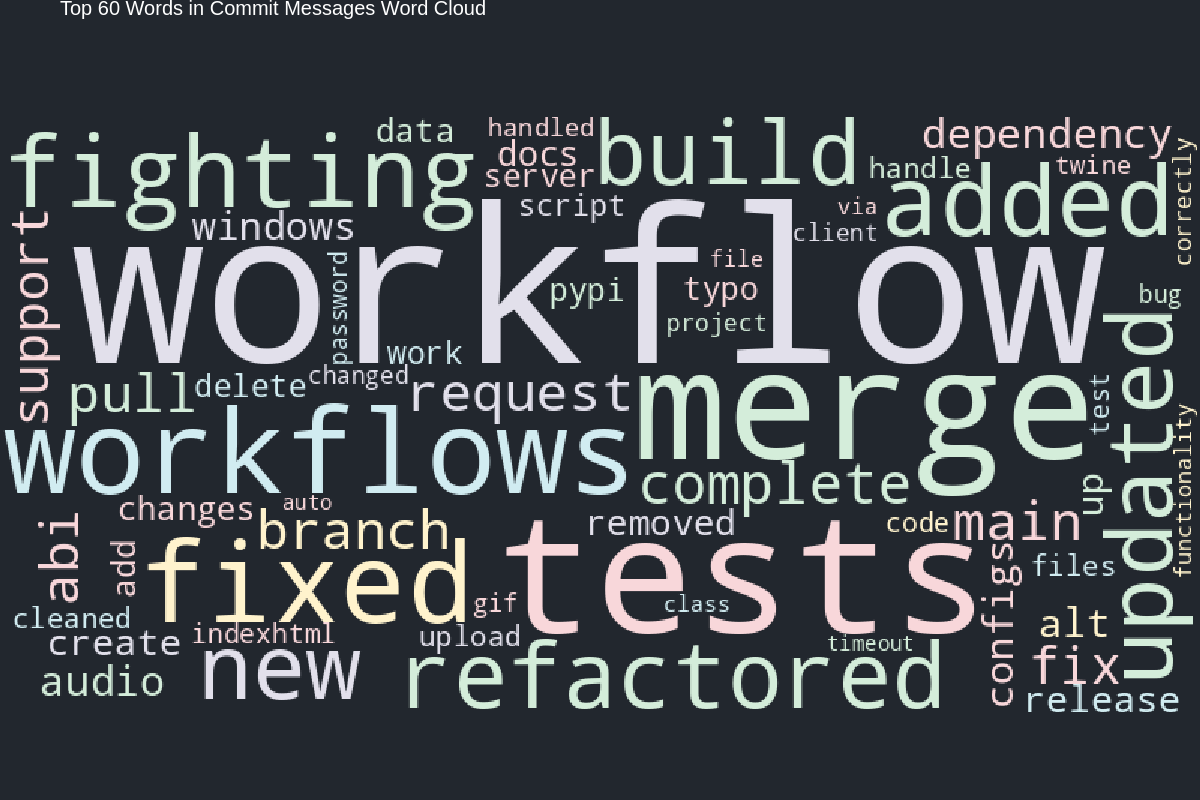 Top 60 Words in Commit Messages Word Cloud
fighting
data
handled
docs
server
build
dependency
handle
twine
added
correctly
support
windows
script
via
client
workflow
password
pypi
file
typo
project
bug
work
pull
delete
changed
request
merge
test
updated
workflows
complete
up
functionality
changes
auto
branch
removed
code
main
abi
add
fixed
tests
configs
files
cleaned
gif
class
alt
create
indexhtml
upload
timeout
fix
audio
new
refactored
release